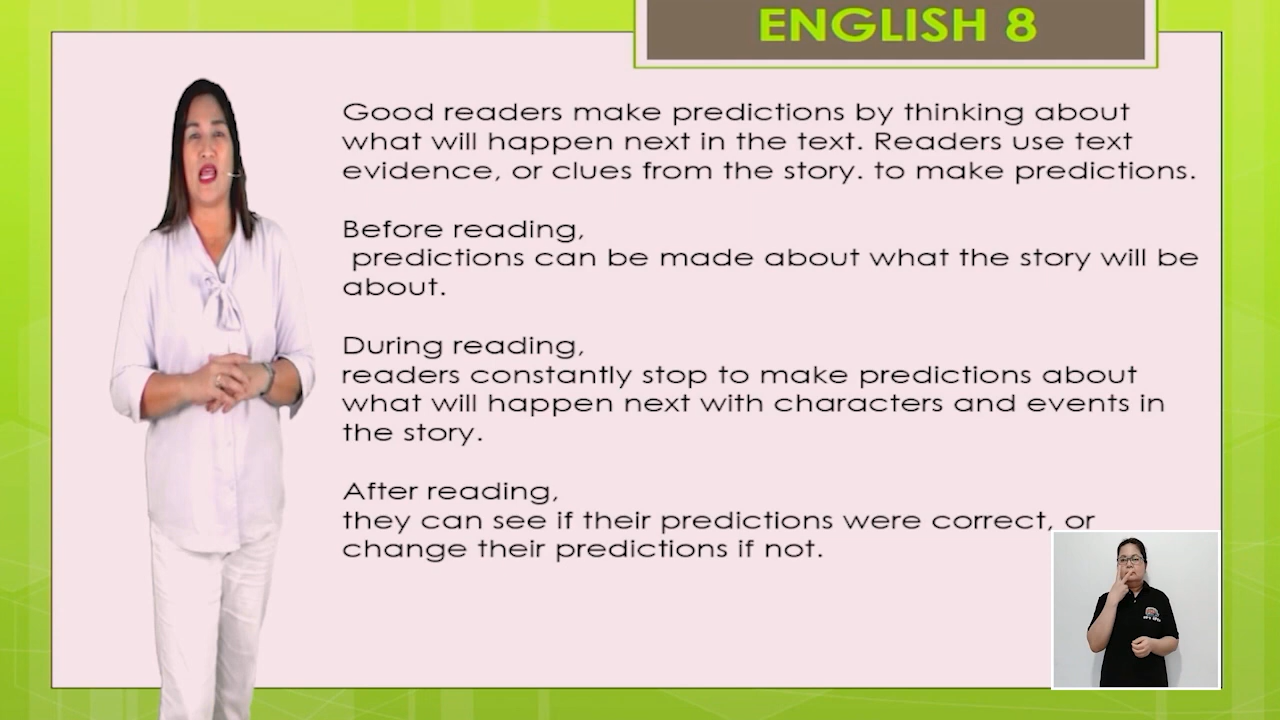 ENGLISH 8
Good readers make predictions by thinking about
what will happen next in the text. Readers use text
evidence, or clues from the story. to make predictions.
Before reading,
predictions can be made about what the story will be
about.
During reading,
readers constantly stop to make predictions about
what will happen next with characters and events in
the story.
After reading,
they can see if their predictions were correct, or
change their predictions if not.